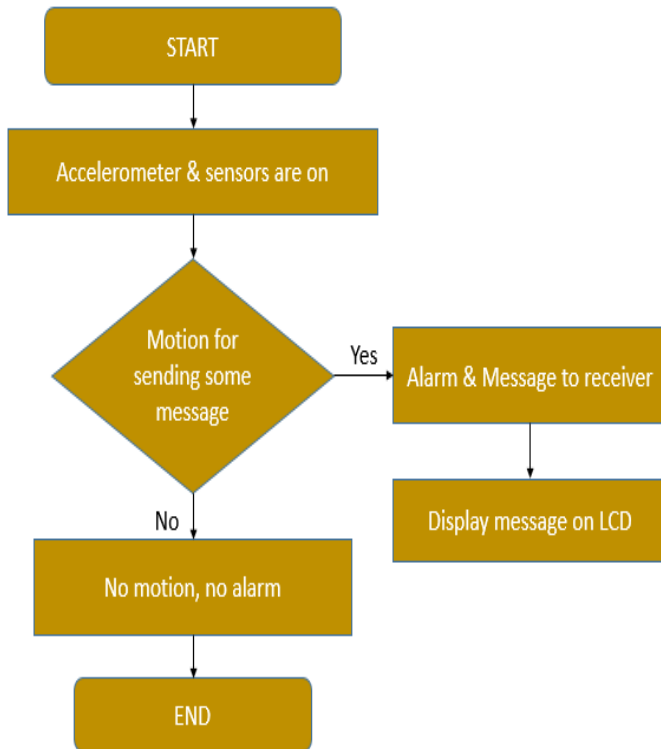 START
Accelerometer & sensors are on
Motion for
sending some
message
Yes
Alarm & Message to receiver
Display message on LCD
No
No motion, no alarm
END